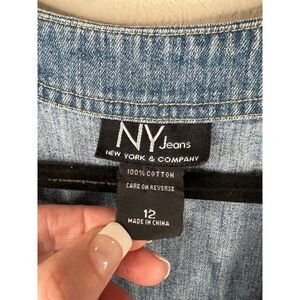 NY Jeans
NEW YORK & COMPANY
100% COTTON
CARE ON REVERSE
12
MADE IN CHINA